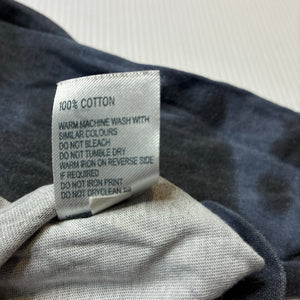 100% COTTON
WARM MACHINE WASH WITH
SIMILAR COLOURS
DO NOT BLEACH
DO NOT TUMBLE DRY
WARM IRON ON REVERSE SIDE
IF REQUIRED
DO NOT IRON PRINT
DO NOT DRYCLEAN